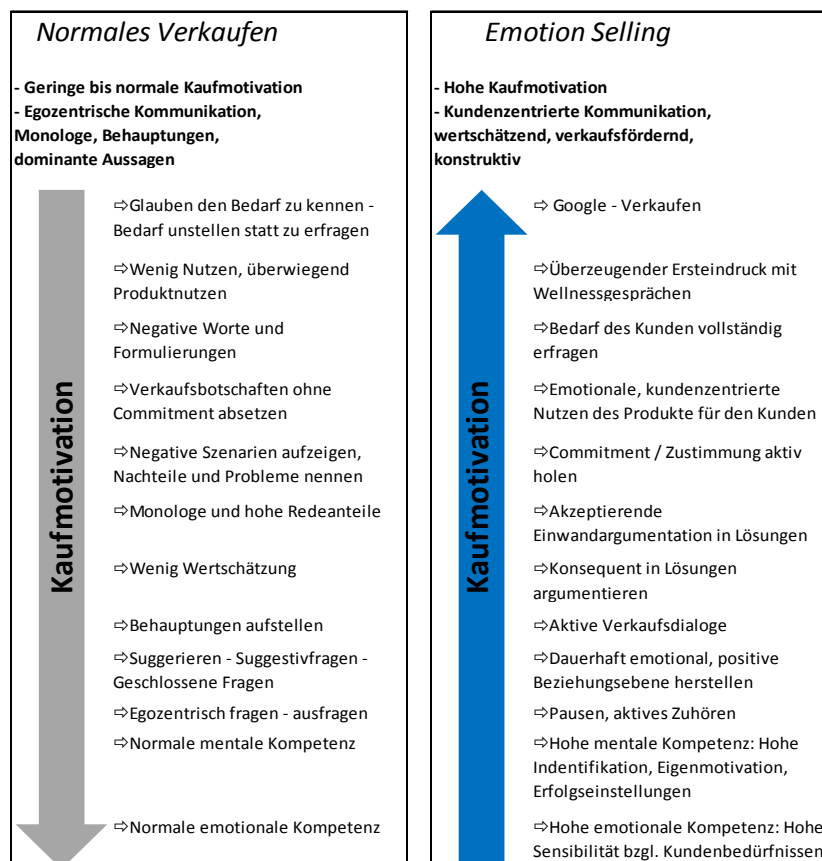 Normales Verkaufen
- Geringe bis normale Kaufmotivation
- Egozentrische Kommunikation,
Monologe, Behauptungen,
dominante Aussagen
Kaufmotivation
⇨Glauben den Bedarf zu kennen -
Bedarf unstellen statt zu erfragen
⇨Wenig Nutzen, überwiegend
Produktnutzen
⇨Negative Worte und
Formulierungen
⇨Verkaufsbotschaften ohne
Commitment absetzen
⇨Negative Szenarien aufzeigen,
Nachteile und Probleme nennen
⇨Monologe und hohe Redeanteile
⇨Wenig Wertschätzung
⇨Behauptungen aufstellen
⇨Suggerieren - Suggestivfragen -
Geschlossene Fragen
⇨Egozentrisch fragen - ausfragen
⇨Normale mentale Kompetenz
⇨Normale emotionale Kompetenz
Emotion Selling
- Hohe Kaufmotivation
- Kundenzentrierte Kommunikation,
wertschätzend, verkaufsfördernd,
konstruktiv
Kaufmotivation
⇨ Google - Verkaufen
⇨Überzeugender Ersteindruck mit
Wellnessgesprächen
⇨Bedarf des Kunden vollständig
erfragen
⇨Emotionale, kundenzentrierte
Nutzen des Produkte für den Kunden
⇨Commitment / Zustimmung aktiv
holen
⇨Akzeptierende
Einwandargumentation in Lösungen
⇨Konsequent in Lösungen
argumentieren
⇨Aktive Verkaufsdialoge
⇨Dauerhaft emotional, positive
Beziehungsebene herstellen
⇨Pausen, aktives Zuhören
⇨Hohe mentale Kompetenz: Hohe
Indentifikation, Eigenmotivation,
Erfolgseinstellungen
⇨Hohe emotionale Kompetenz: Hohe
Sensibilität bzgl. Kundenbedürfnissen